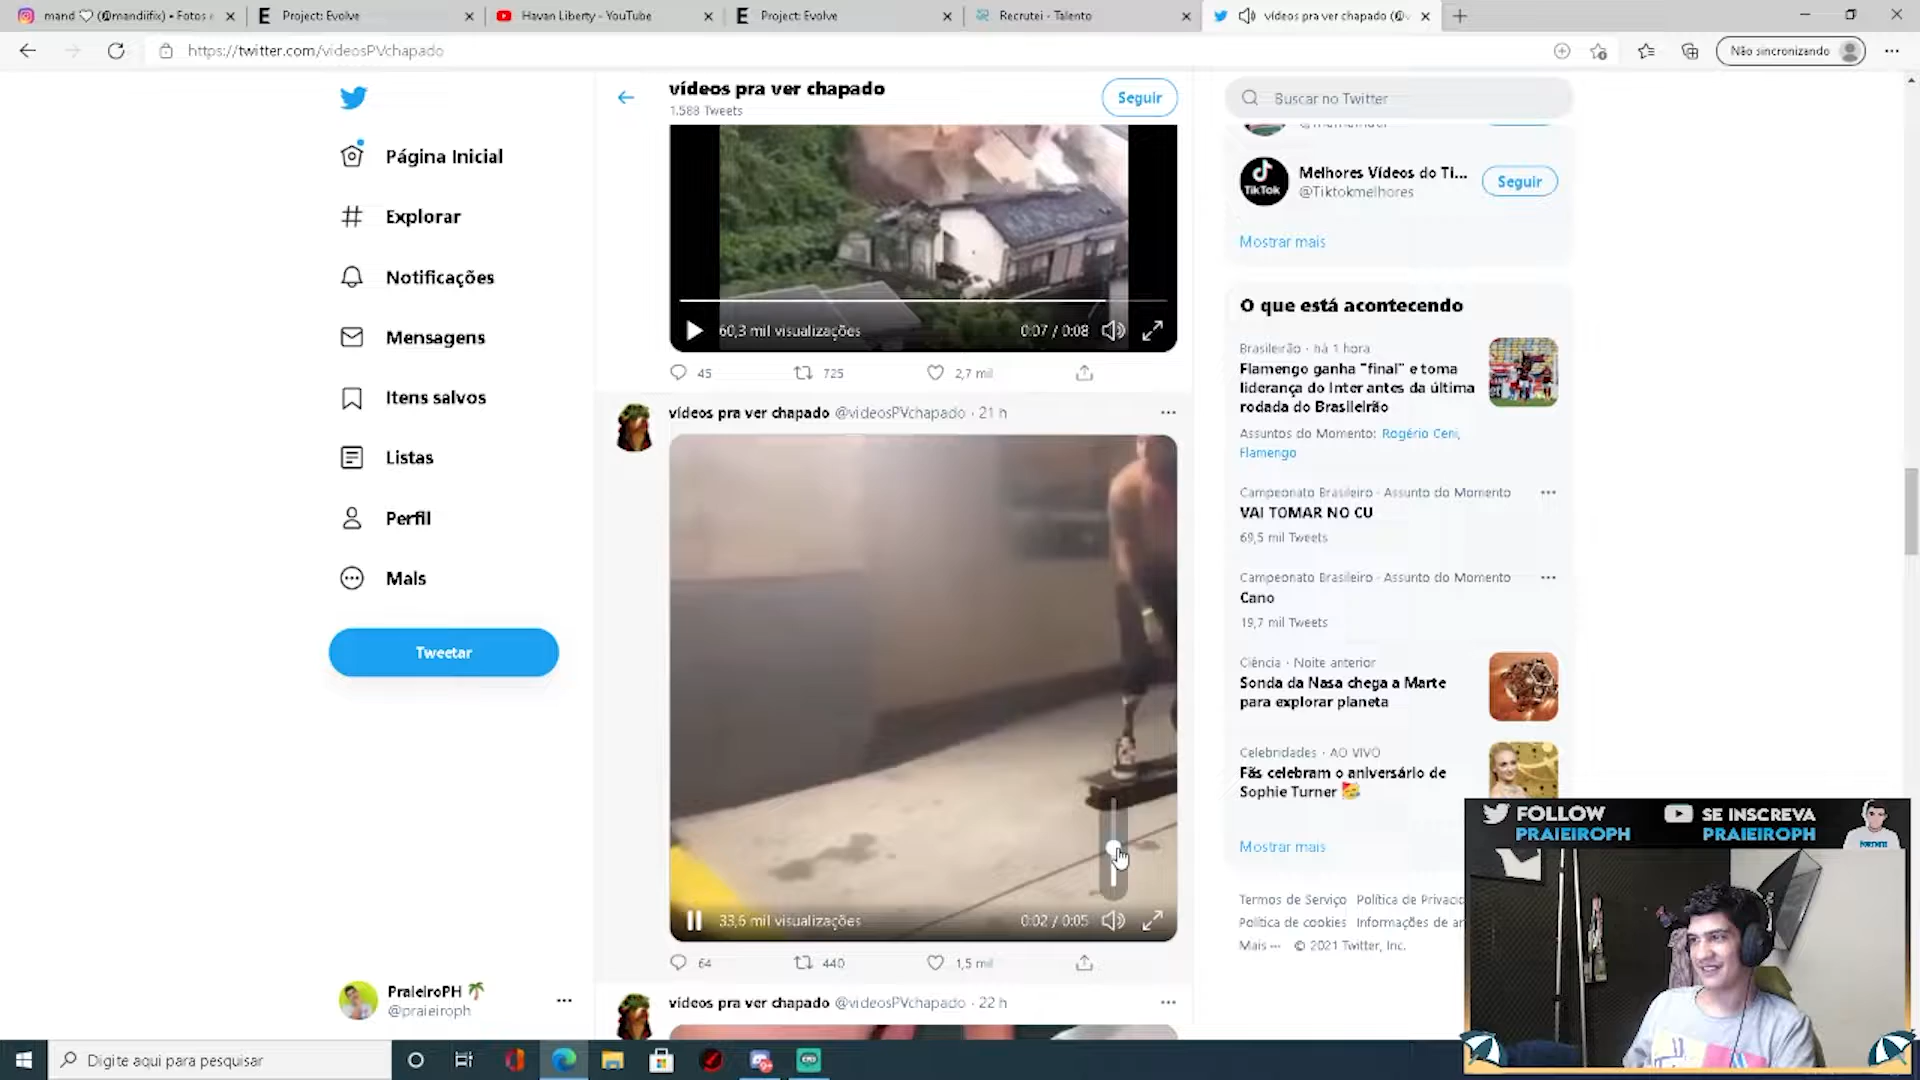 mand ♡ (@mandiifix) • Fotos
Project: Evolve
Havan Liberty - YouTube
Project: Evolve
Recrutei - Talento
vídeos pra ver chapado (@
https://twitter.com/videosPVchapado
Não sincronizando
Página Inicial
Explorar
Notificações
Mensagens
Itens salvos
Listas
Perfil
Mais
Tweetar
PraieiroPH
@praieiroph
vídeos pra ver chapado
1.588 Tweets
Seguir
60,3 mil visualizações
0:07 / 0:08
45
725
2,7 mil
vídeos pra ver chapado @videosPVchapado · 21 h
33,6 mil visualizações
0:02 / 0:05
64
440
1,5 mil
vídeos pra ver chapado @videosPVchapado · 22 h
Buscar no Twitter
TikTok
Melhores Vídeos do Ti...
@Tiktokmelhores
Seguir
Mostrar mais
O que está acontecendo
Brasileirão · há 1 hora
Flamengo ganha "final" e toma
liderança do Inter antes da última
rodada do Brasileirão
Assuntos do Momento: Rogério Ceni,
Flamengo
Campeonato Brasileiro · Assunto do Momento
VAI TOMAR NO CU
69,5 mil Tweets
Campeonato Brasileiro · Assunto do Momento
Cano
19,7 mil Tweets
Ciência · Noite anterior
Sonda da Nasa chega a Marte
para explorar planeta
Celebridades · AO VIVO
Fãs celebram o aniversário de
Sophie Turner 🥳
Mostrar mais
Termos de Serviço Política de Privacid
Política de cookies Informações de an
Mais ··· © 2021 Twitter, Inc.
FOLLOW
PRAIEIROPH
SE INSCREVA
PRAIEIROPH
Digite aqui para pesquisar